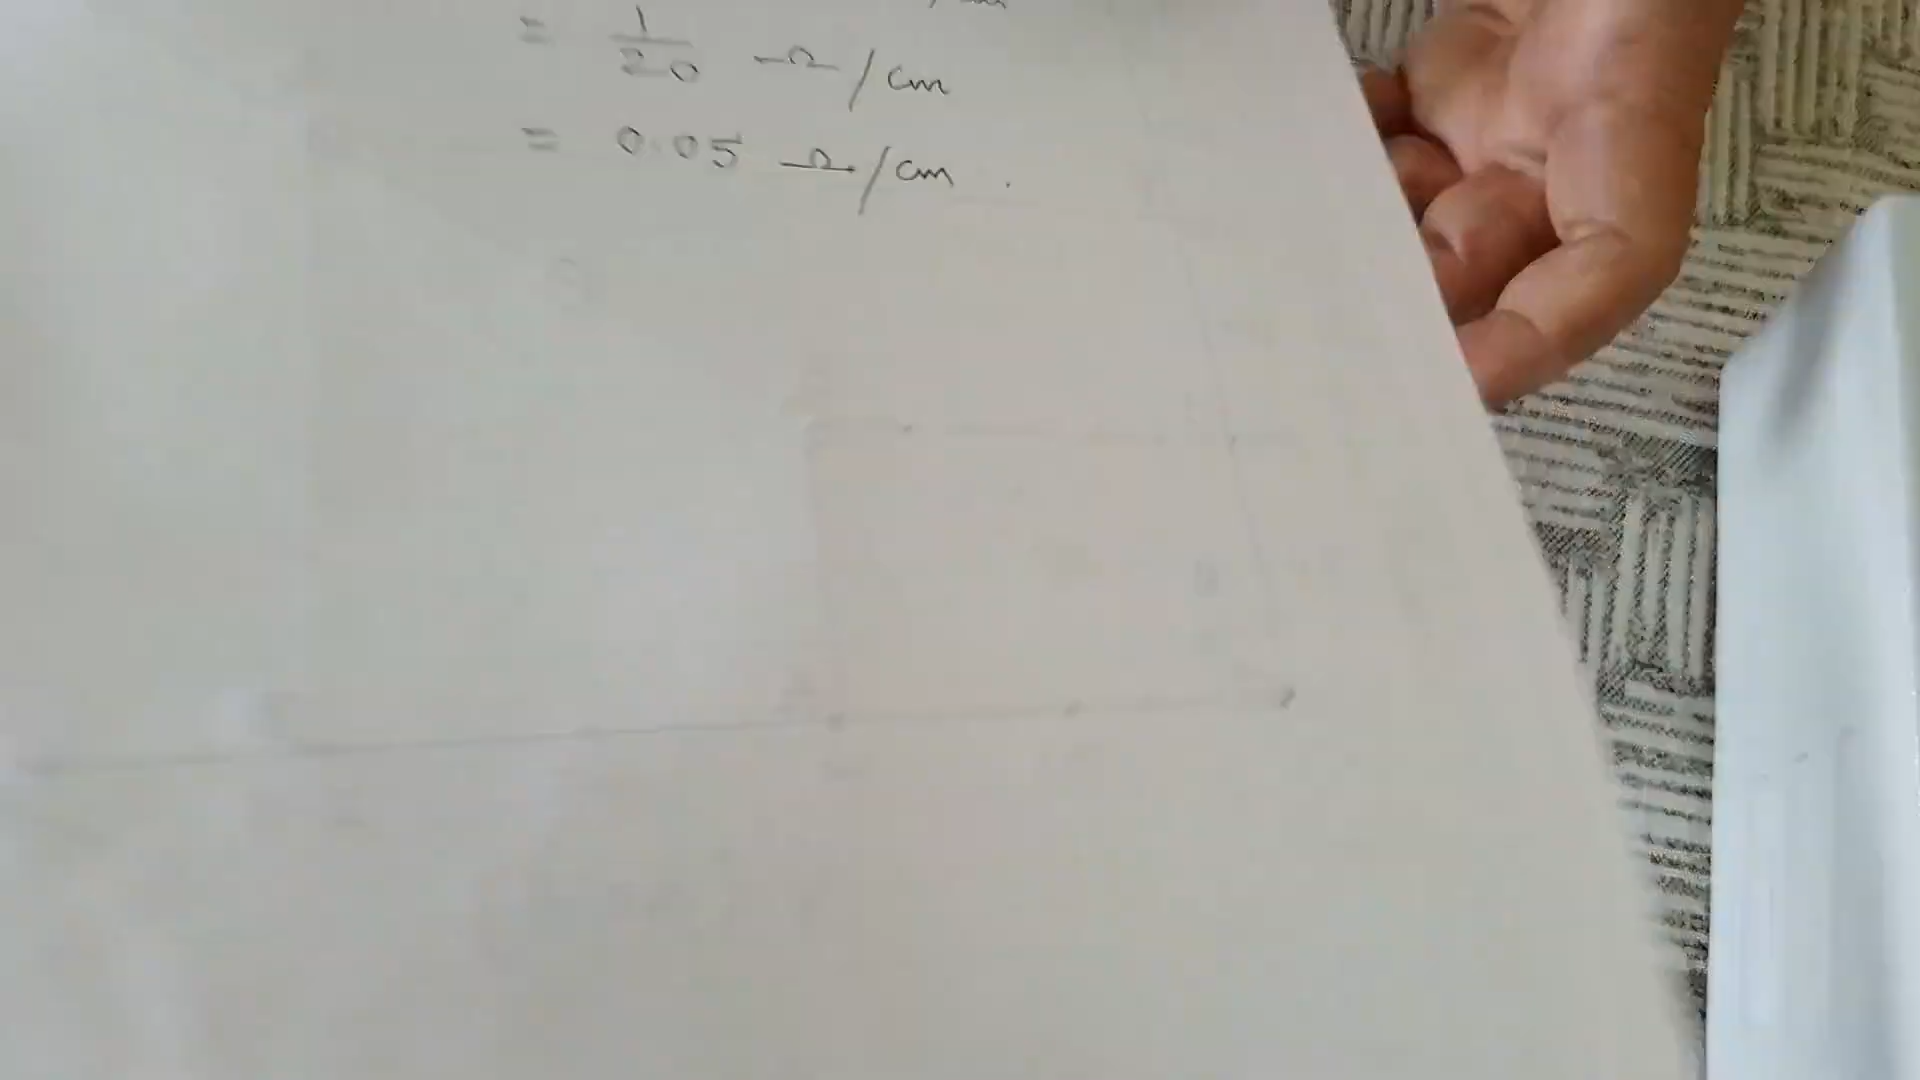 = 1/20 Ω/cm
= 0.05 Ω/cm .